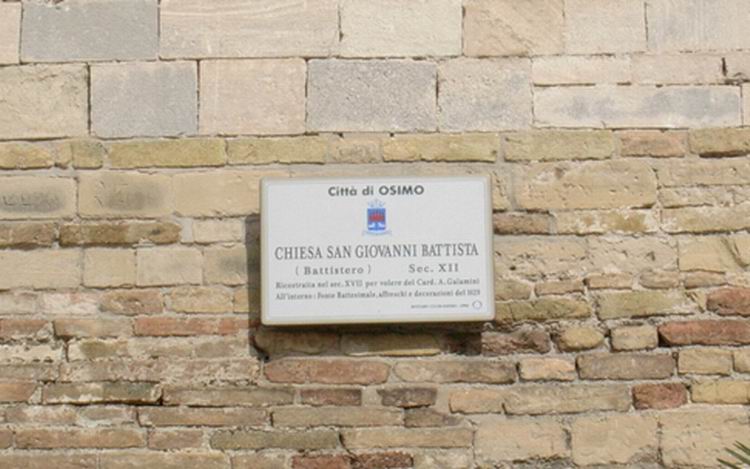 Città di OSIMO
CHIESA SAN GIOVANNI BATTISTA
( Battistero ) Sec. XII
Ricostruita nel sec. XVII per volere del Card. A. Galamini
All'interno: Fonte Battesimale, affreschi e decorazioni del 1629